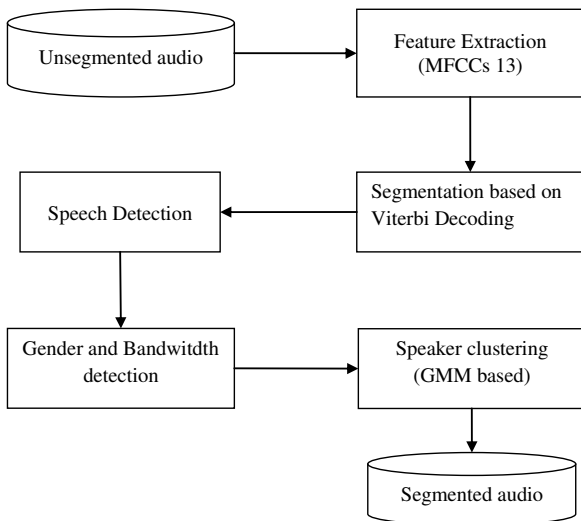 Unsegmented audio
Feature Extraction
(MFCCs 13)
Segmentation based on
Viterbi Decoding
Speech Detection
Gender and Bandwitdth
detection
Speaker clustering
(GMM based)
Segmented audio